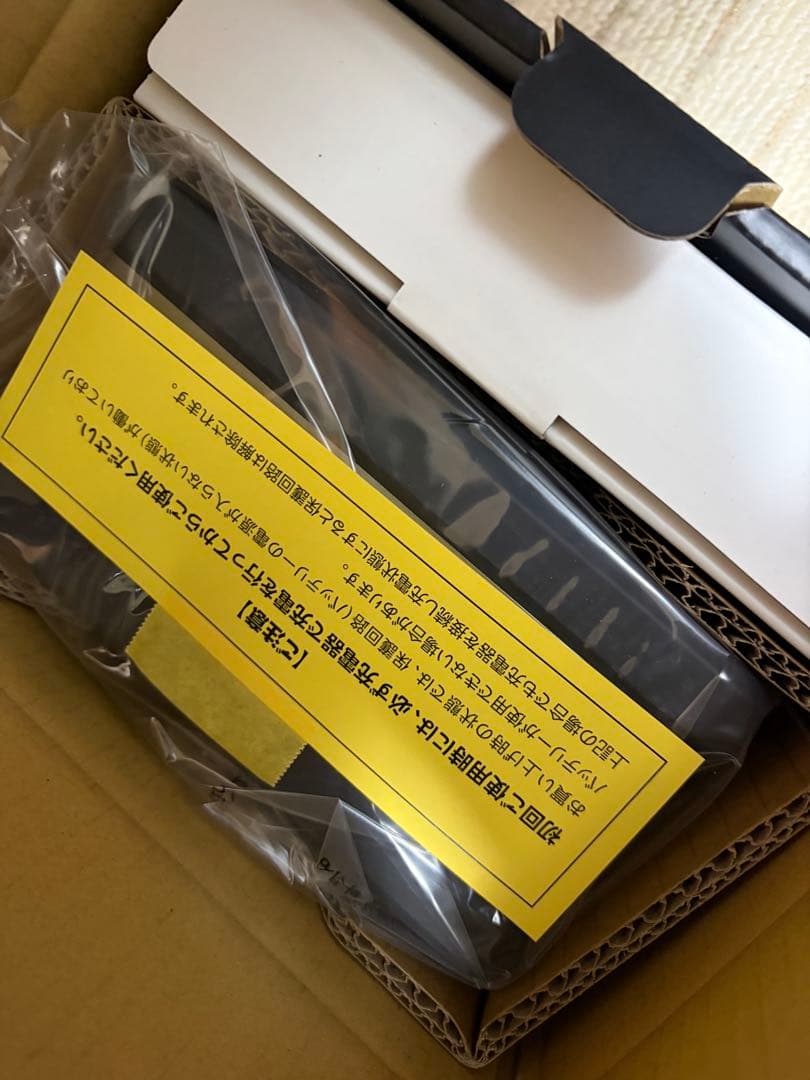 【ご注意】
初回ご使用時には、必ず充電器で充電を行ってからご使用ください。
お買い上げ時の状態では、保護回路(バッテリーの電源が入らない状態)が働いており
バッテリーが使用できない場合があります。
上記の場合でも充電器を接続し充電状態にすると保護回路は解除されます。